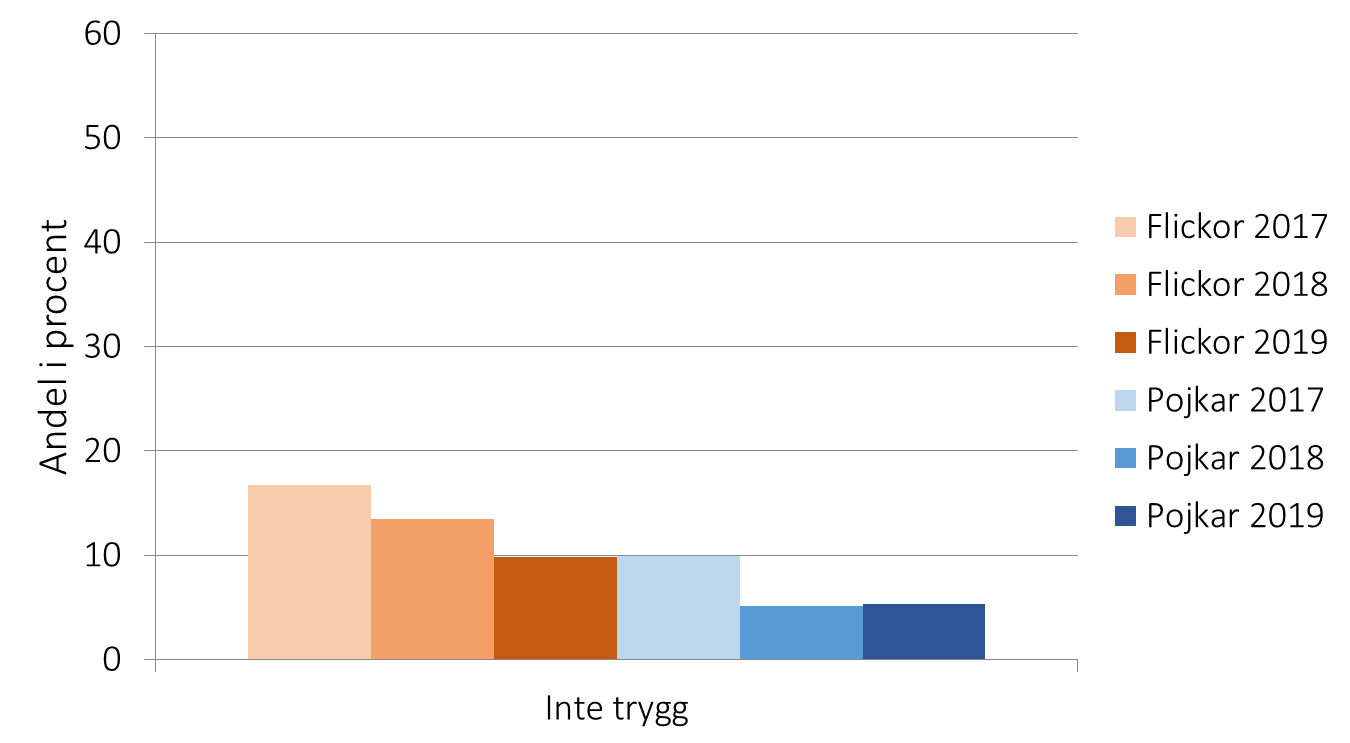 Andel i procent
60
50
40
30
20
10
0
Inte trygg
Flickor 2017
Flickor 2018
Flickor 2019
Pojkar 2017
Pojkar 2018
Pojkar 2019